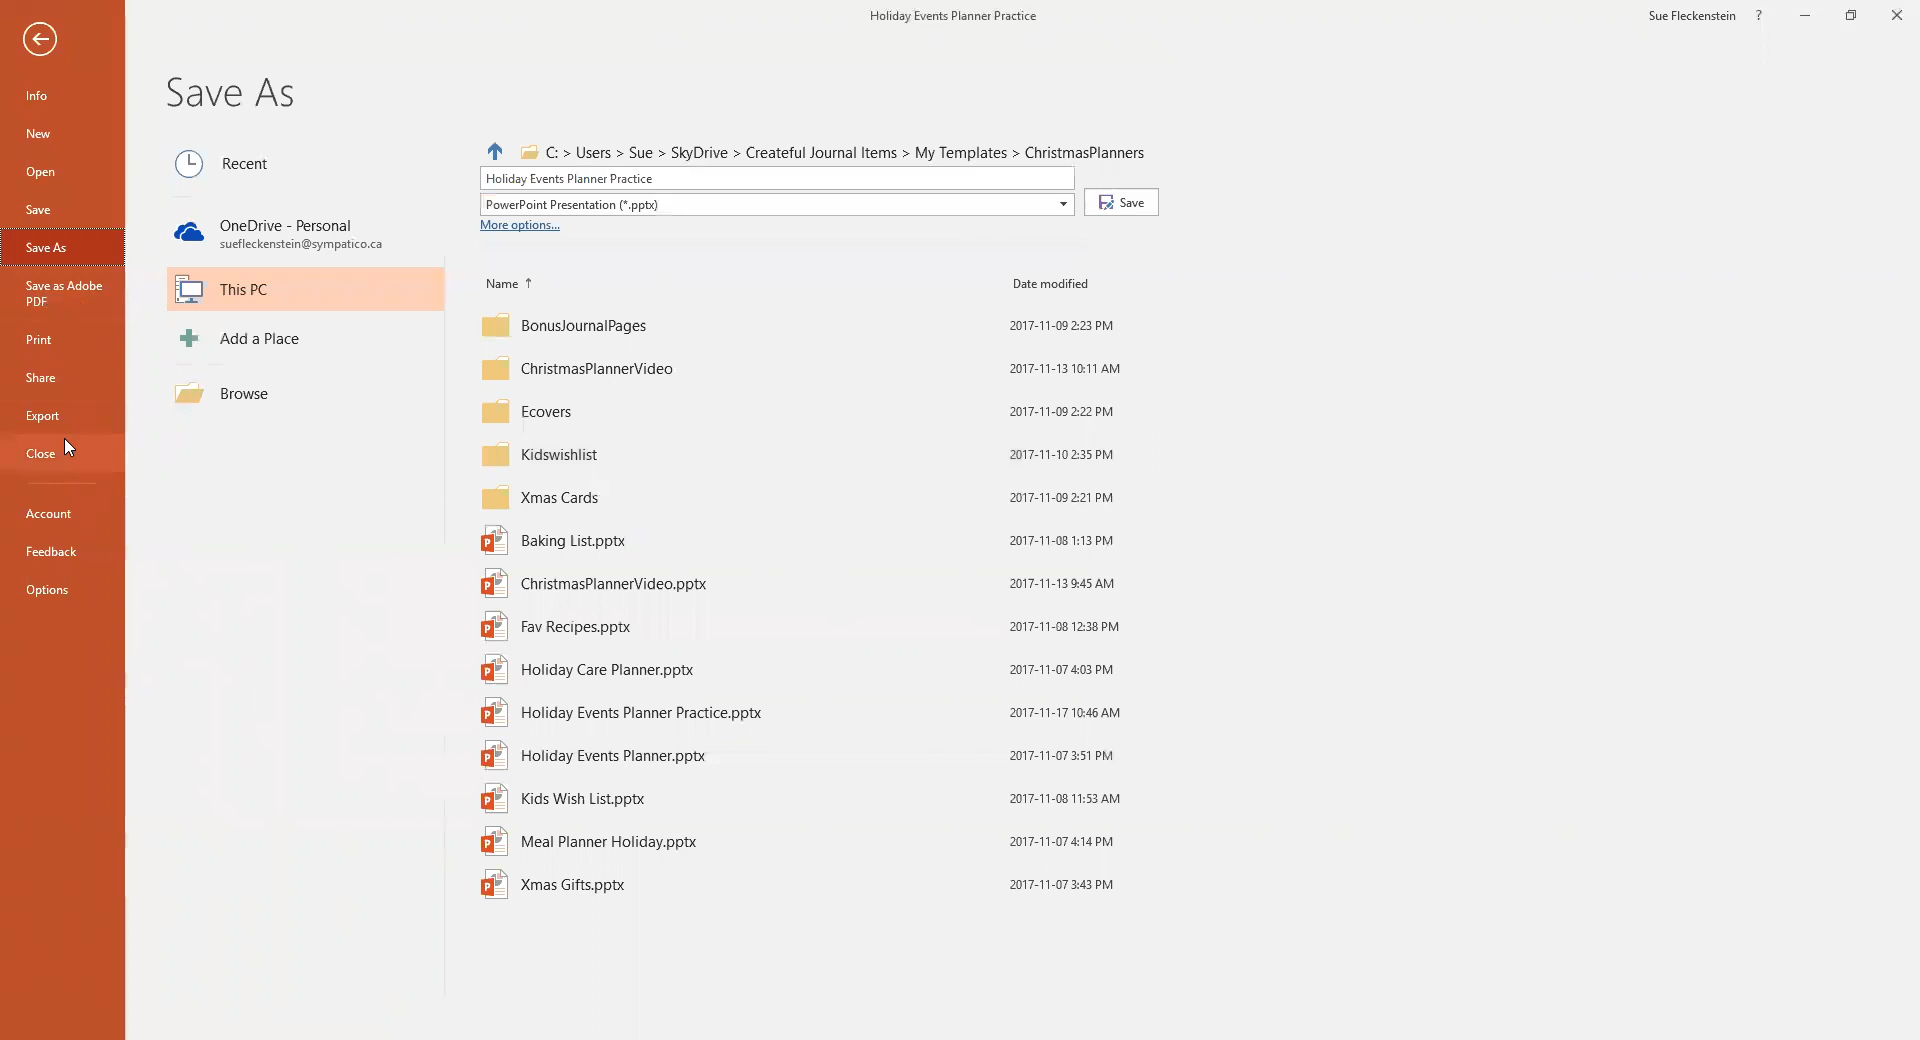 Holiday Events Planner Practice
Sue Fleckenstein ?
Info
New
Open
Save
Save As
Save as Adobe
PDF
Print
Share
Export
Close
Account
Feedback
Options
Save As
Recent
OneDrive - Personal
suefleckenstein@sympatico.ca
This PC
Add a Place
Browse
C: > Users > Sue > SkyDrive > Createful Journal Items > My Templates > ChristmasPlanners
Holiday Events Planner Practice
PowerPoint Presentation (*.pptx)
Save
More options...
Name Date modified
BonusJournalPages 2017-11-09 2:23 PM
ChristmasPlannerVideo 2017-11-13 10:11 AM
Ecovers 2017-11-09 2:22 PM
Kidswishlist 2017-11-10 2:35 PM
Xmas Cards 2017-11-09 2:21 PM
Baking List.pptx 2017-11-08 1:13 PM
ChristmasPlannerVideo.pptx 2017-11-13 9:45 AM
Fav Recipes.pptx 2017-11-08 12:38 PM
Holiday Care Planner.pptx 2017-11-07 4:03 PM
Holiday Events Planner Practice.pptx 2017-11-17 10:46 AM
Holiday Events Planner.pptx 2017-11-07 3:51 PM
Kids Wish List.pptx 2017-11-08 11:53 AM
Meal Planner Holiday.pptx 2017-11-07 4:14 PM
Xmas Gifts.pptx 2017-11-07 3:43 PM